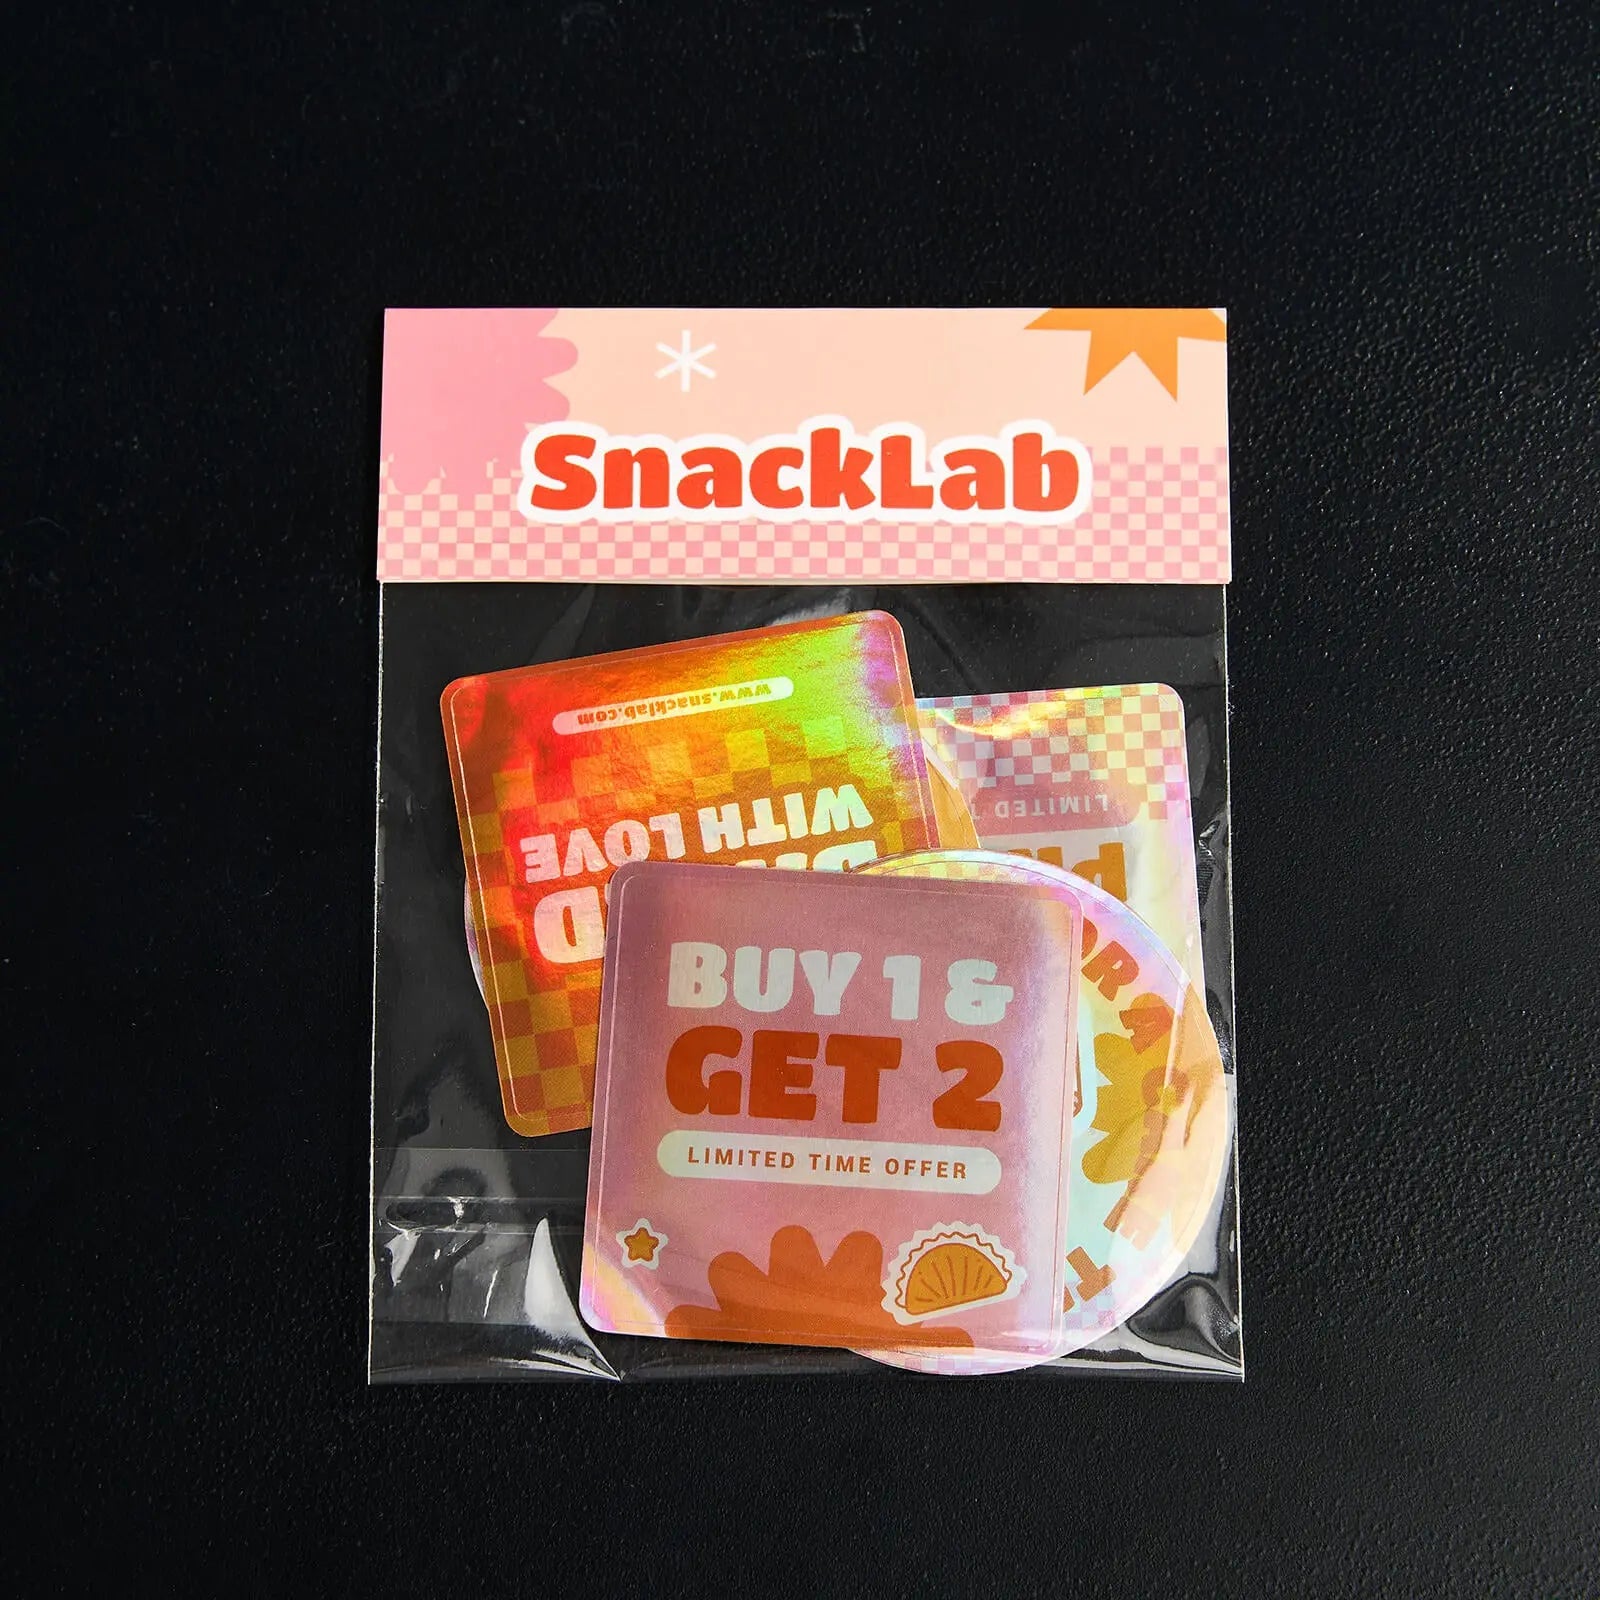 SnackLab
www.snacklab.com
WITH LOVE
LIMITED
BUY 1 &
GET 2
LIMITED TIME OFFER